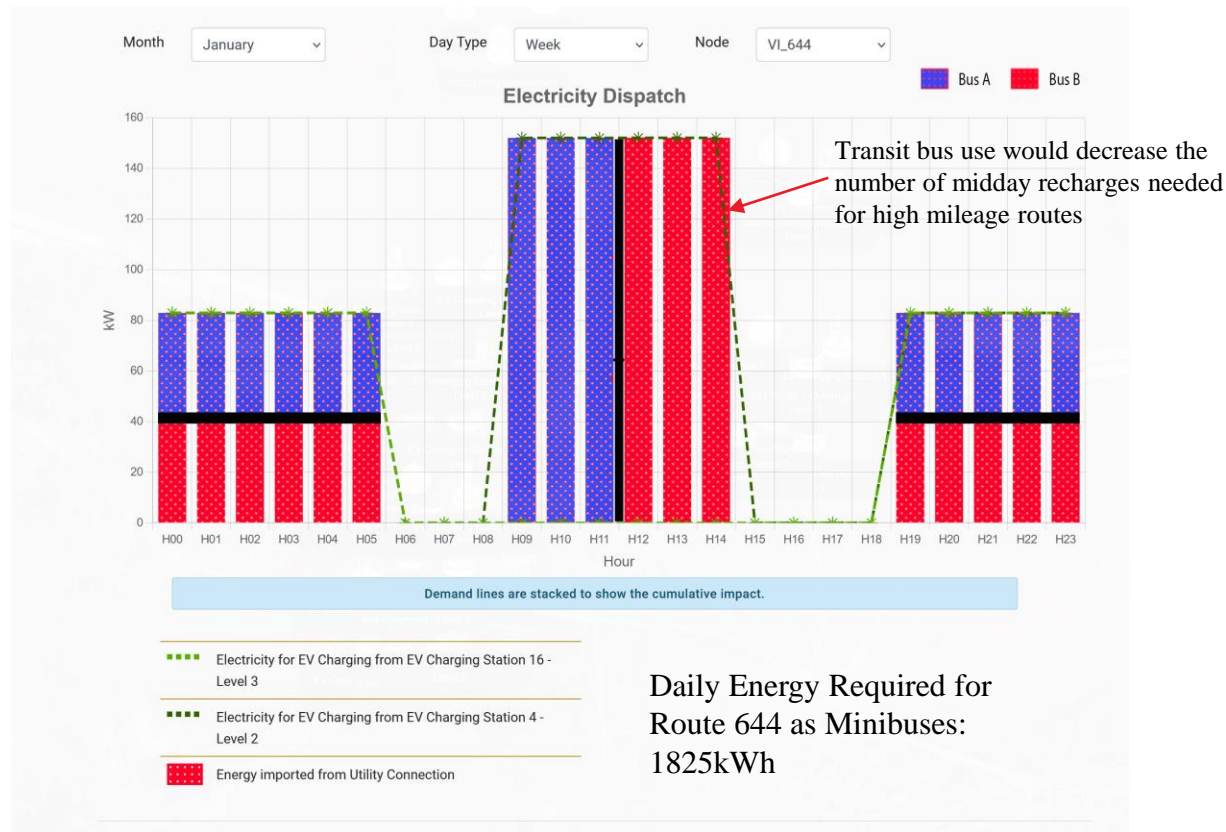 Month January Day Type Week Node VI_644
Bus A Bus B
Electricity Dispatch
160
140
120
100
80
60
40
20
0
kW
Transit bus use would decrease the
number of midday recharges needed
for high mileage routes
H00 H01 H02 H03 H04 H05 H06 H07 H08 H09 H10 H11 H12 H13 H14 H15 H16 H17 H18 H19 H20 H21 H22 H23
Hour
Demand lines are stacked to show the cumulative impact.
Electricity for EV Charging from EV Charging Station 16 -
Level 3
Electricity for EV Charging from EV Charging Station 4 -
Level 2
Energy imported from Utility Connection
Daily Energy Required for
Route 644 as Minibuses:
1825kWh